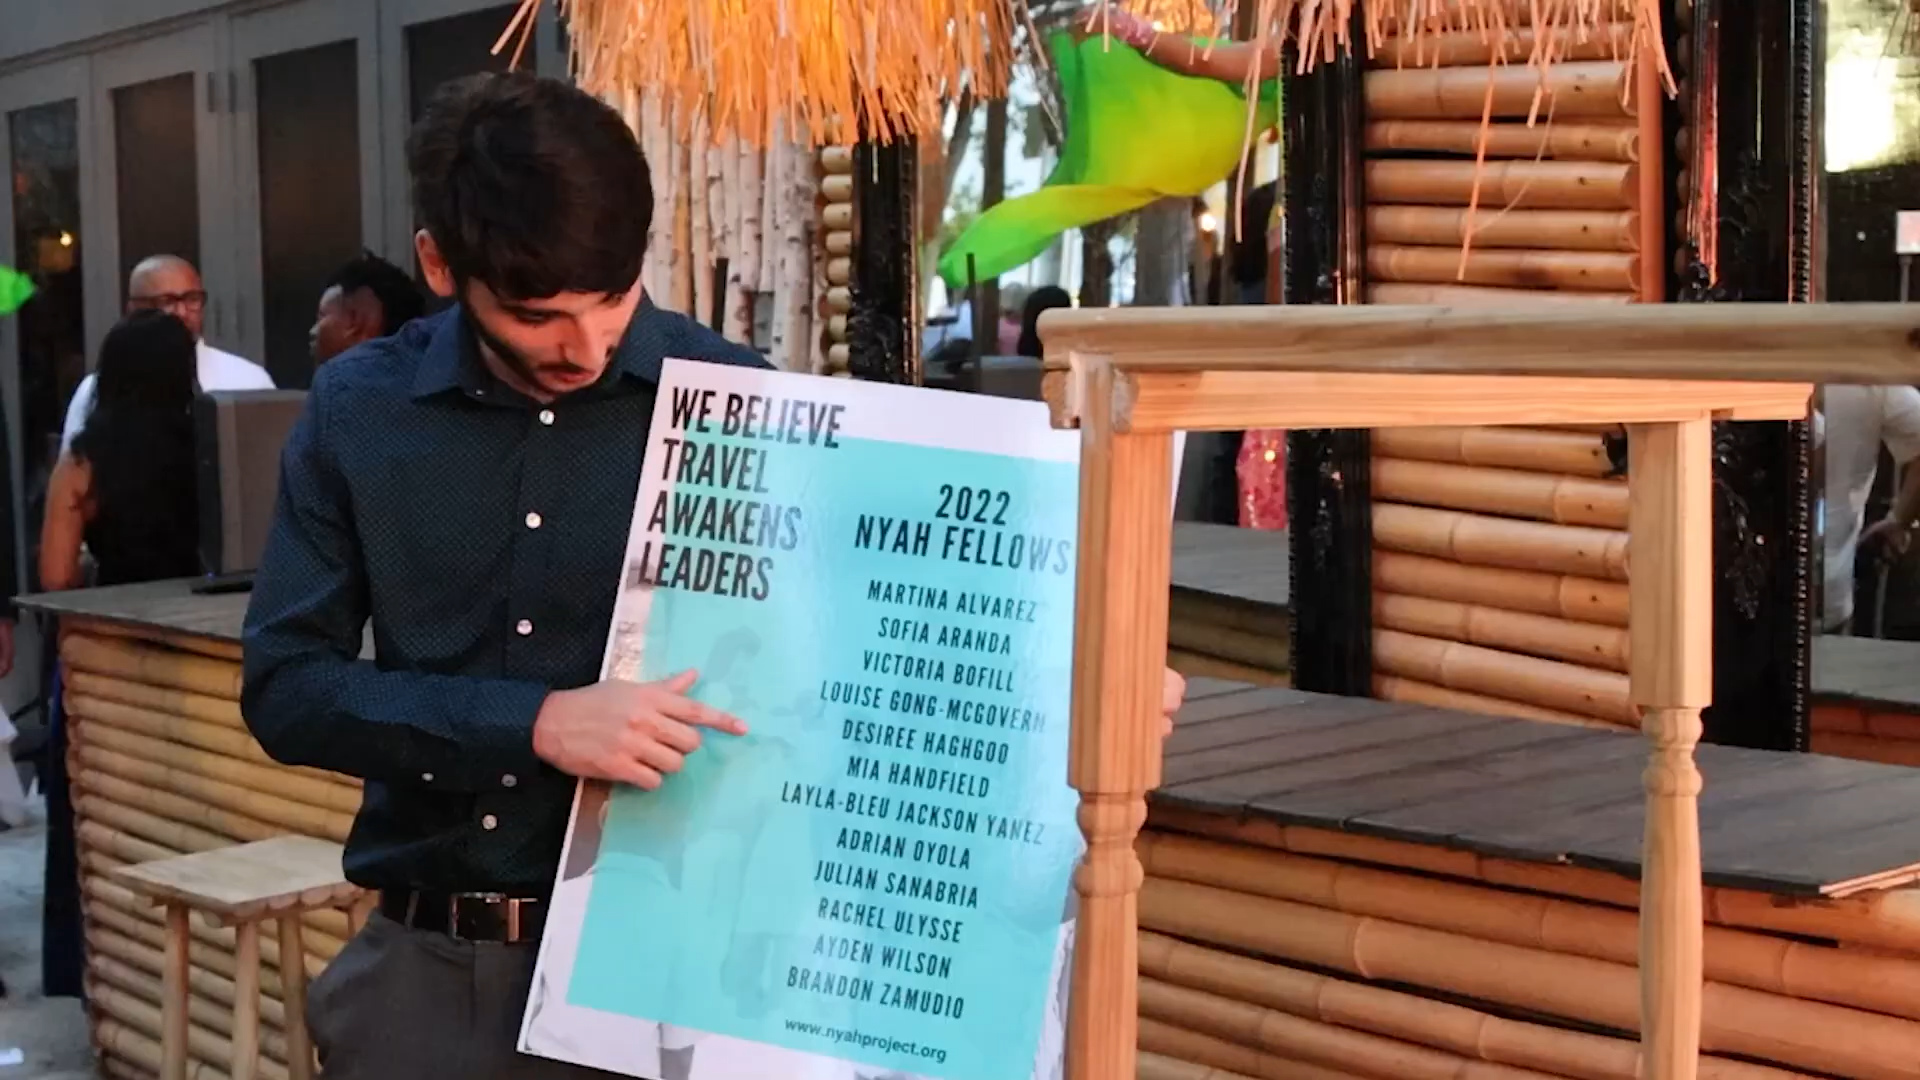 WE BELIEVE
TRAVEL
AWAKENS
LEADERS
2022
NYAH FELLOWS
MARTINA ALVAREZ
SOFIA ARANDA
VICTORIA BOFILL
LOUISE GONG-MCGOVERN
DESIREE HAGHGOO
MIA HANDFIELD
LAYLA-BLEU JACKSON YANEZ
ADRIAN OYOLA
JULIAN SANABRIA
RACHEL ULYSSE
AYDEN WILSON
BRANDON ZAMUDIO
www.nyahproject.org